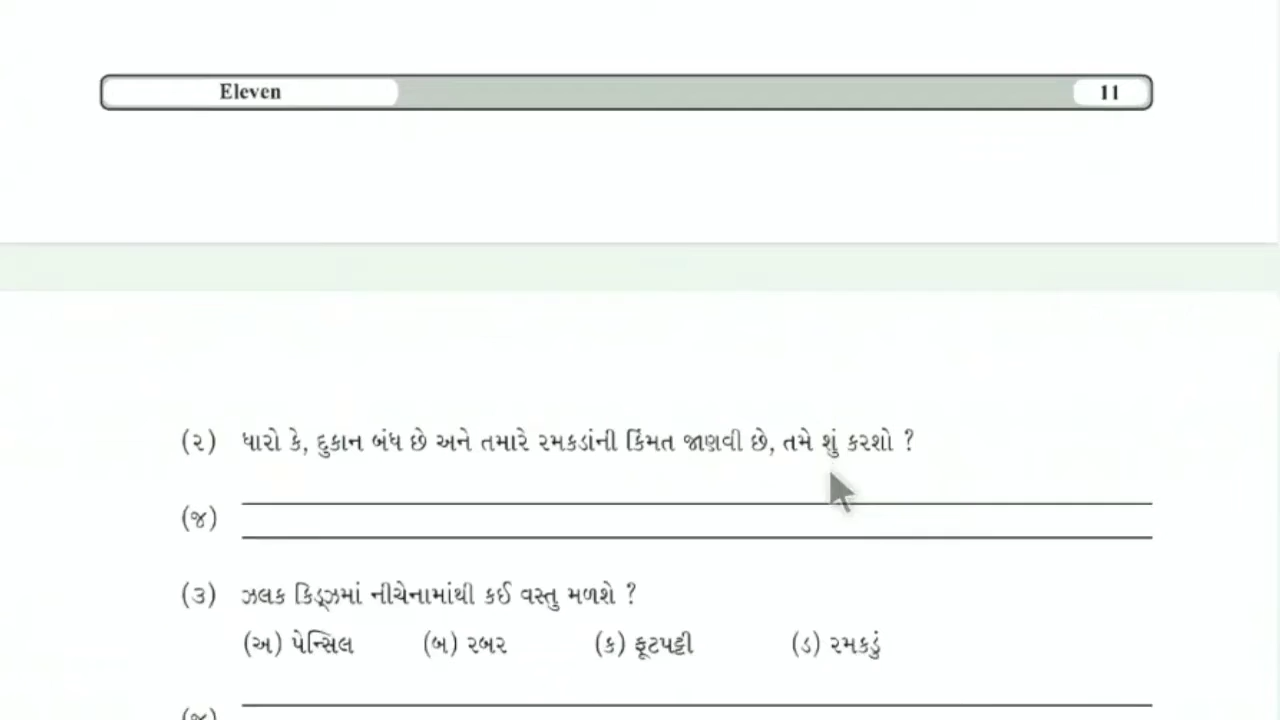 Eleven 11
(૨) ધારો કે, દુકાન બંધ છે અને તમારે રમકડાંની કિંમત જાણવી છે, તમે શું કરશો ?
(જ)
(૩) ઝલક કિડ્ઝમાં નીચેનામાંથી કઈ વસ્તુ મળશે ?
(અ) પેન્સિલ (બ) રબર (ક) ફૂટપટ્ટી (ડ) રમકડું
(જ)